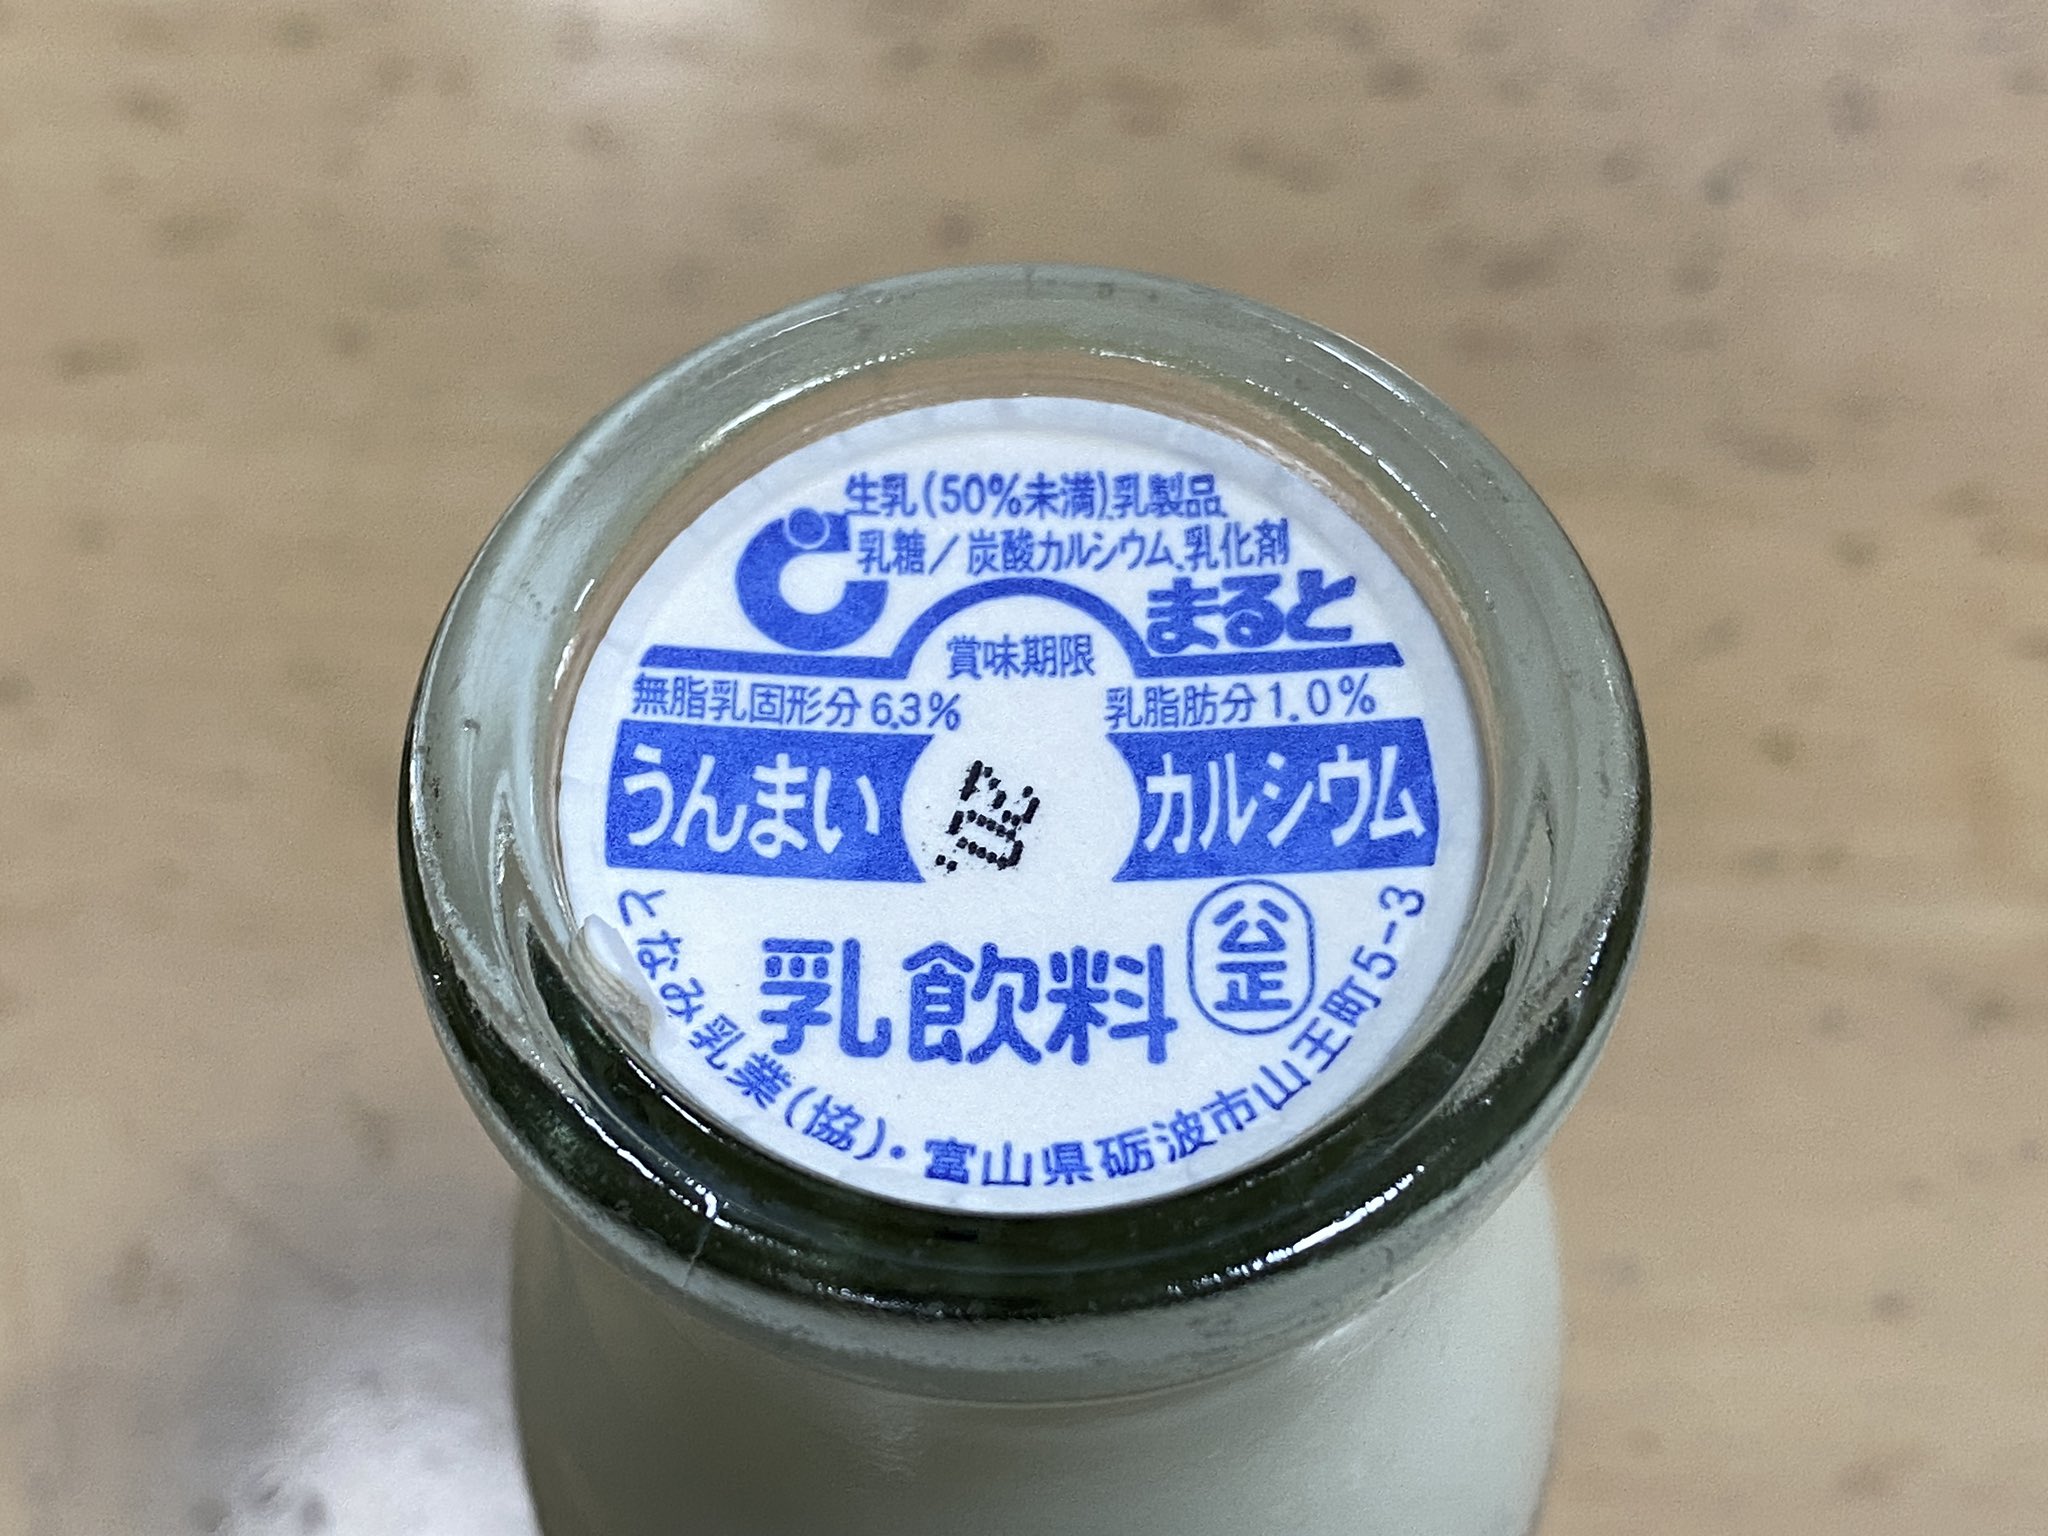 生乳(50%未満)、乳製品、
乳糖/炭酸カルシウム、乳化剤
まると
賞味期限
無脂乳固形分6.3%
乳脂肪分1.0%
うんまい
カルシウム
乳飲料
公正
となみ乳業(協)・富山県砺波市山王町5-3